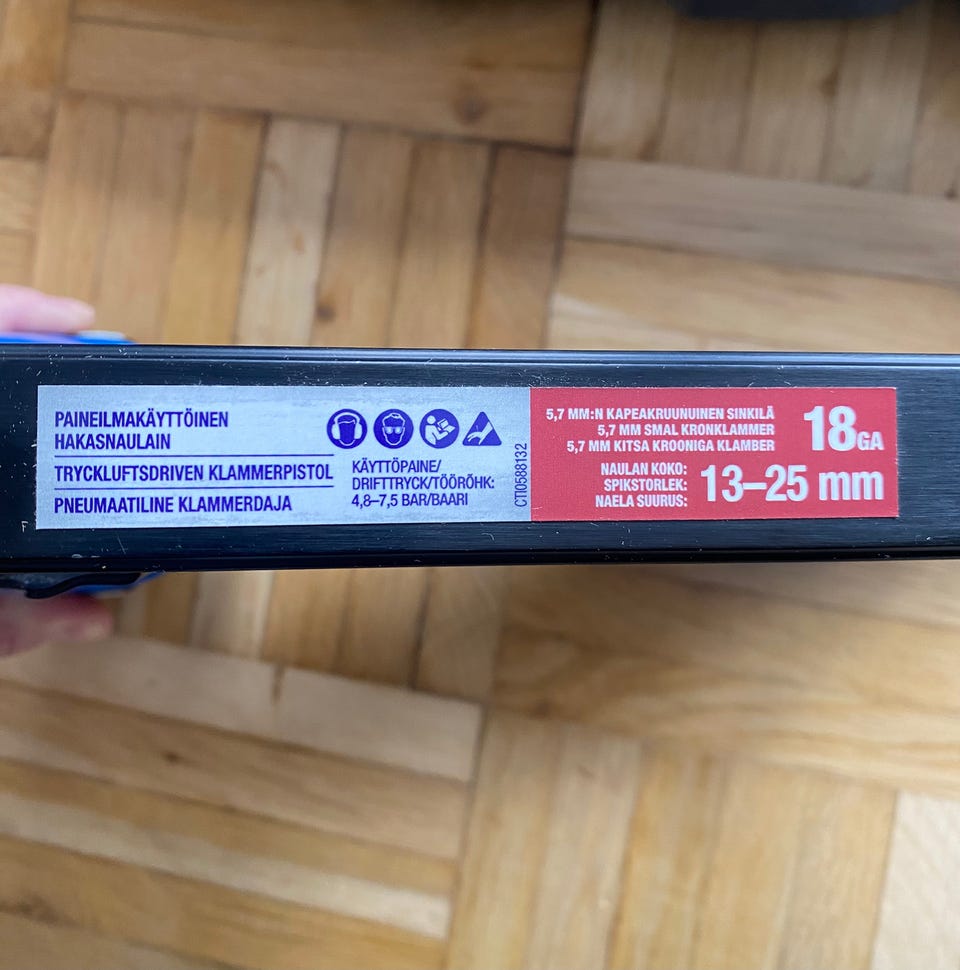 PAINEILMAKÄYTTÖINEN
HAKASNAULAIN
TRYCKLUFTSDRIVEN KLAMMERPISTOL
PNEUMAATILINE KLAMMERDAJA
KÄYTTÖPAINE/
DRIFTTRYCK/TÖÖRÕHK:
4,8–7,5 BAR/BAARI
CTI0588132
5,7 MM:N KAPEAKRUUNUINEN SINKILÄ
5,7 MM SMAL KRONKLAMMER
5,7 MM KITSA KROONIGA KLAMBER
18GA
NAULAN KOKO:
SPIKSTORLEK:
NAELA SUURUS:
13–25 mm
F